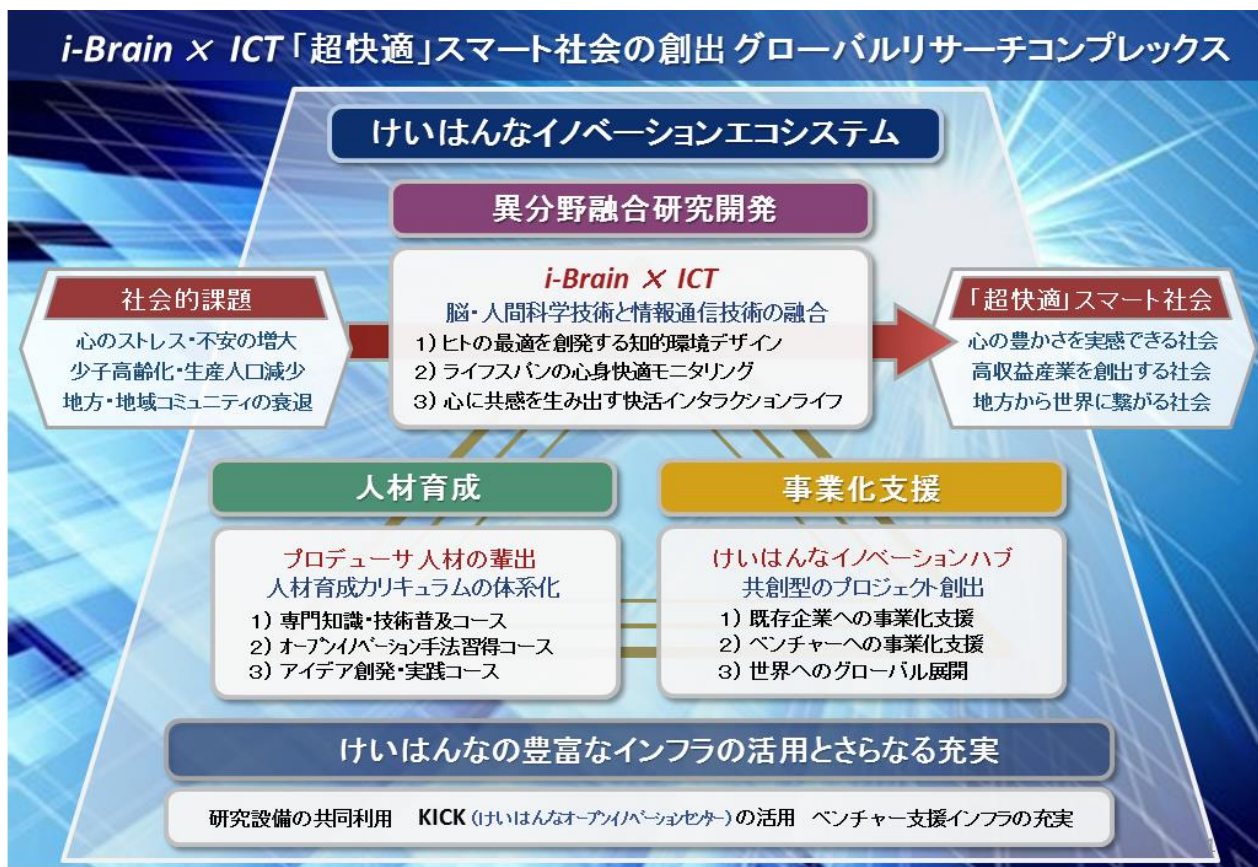 i-Brain × ICT「超快適」スマート社会の創出 グローバルリサーチコンプレックス
けいはんなイノベーションエコシステム
異分野融合研究開発
i-Brain × ICT
脳・人間科学技術と情報通信技術の融合
1）ヒトの最適を創発する知的環境デザイン
2）ライフスパンの心身快適モニタリング
3）心に共感を生み出す快活インタラクションライフ
社会的課題
心のストレス・不安の増大
少子高齢化・生産人口減少
地方・地域コミュニティの衰退
「超快適」スマート社会
心の豊かさを実感できる社会
高収益産業を創出する社会
地方から世界に繋がる社会
人材育成
プロデューサ人材の輩出
人材育成カリキュラムの体系化
1）専門知識・技術普及コース
2）オープンイノベーション手法習得コース
3）アイデア創発・実践コース
事業化支援
けいはんなイノベーションハブ
共創型のプロジェクト創出
1）既存企業への事業化支援
2）ベンチャーへの事業化支援
3）世界へのグローバル展開
けいはんなの豊富なインフラの活用とさらなる充実
研究設備の共同利用 KICK（けいはんなオープンイノベーションセンター）の活用 ベンチャー支援インフラの充実